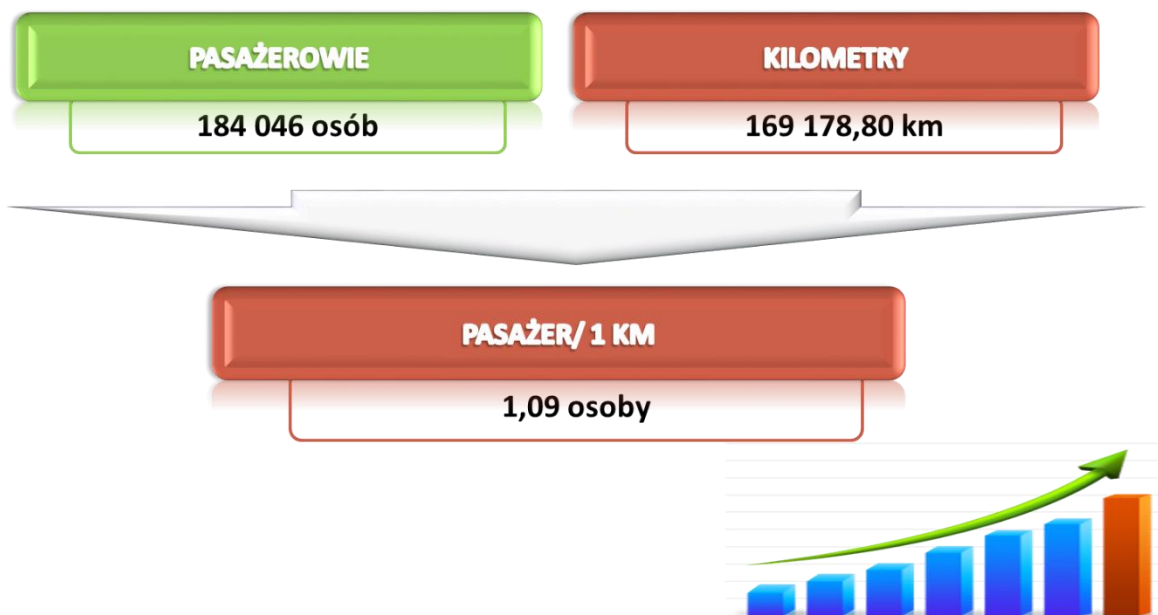 PASAŻEROWIE
184 046 osób
KILOMETRY
169 178,80 km
PASAŻER/ 1 KM
1,09 osoby